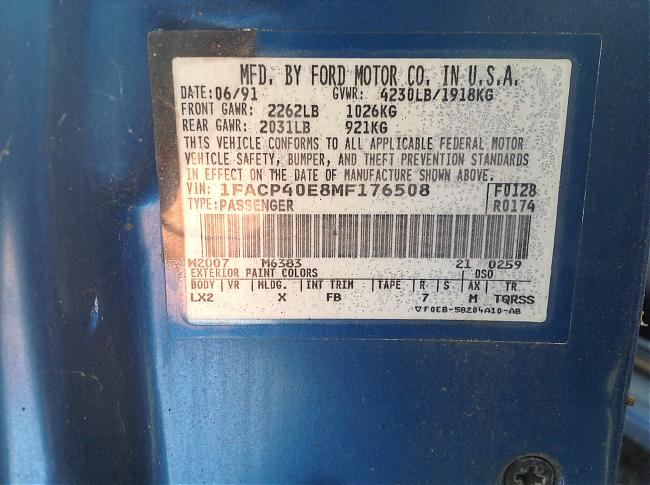 MFD. BY FORD MOTOR CO. IN U.S.A.
DATE: 06/91 GVWR: 4230LB/1918KG
FRONT GAWR: 2262LB 1026KG
REAR GAWR: 2031LB 921KG
THIS VEHICLE CONFORMS TO ALL APPLICABLE FEDERAL MOTOR
VEHICLE SAFETY, BUMPER, AND THEFT PREVENTION STANDARDS
IN EFFECT ON THE DATE OF MANUFACTURE SHOWN ABOVE.
VIN: 1FACP40E8MF176508 F0128
TYPE: PASSENGER R0174
W2007 M6383 21 0259
EXTERIOR PAINT COLORS DSO
BODY | VR | MLDG. | INT TRIM | TAPE | R | S | AX | TR
LX2 X FB 7 M TQRSS
▽F0EB-58204A10-AB